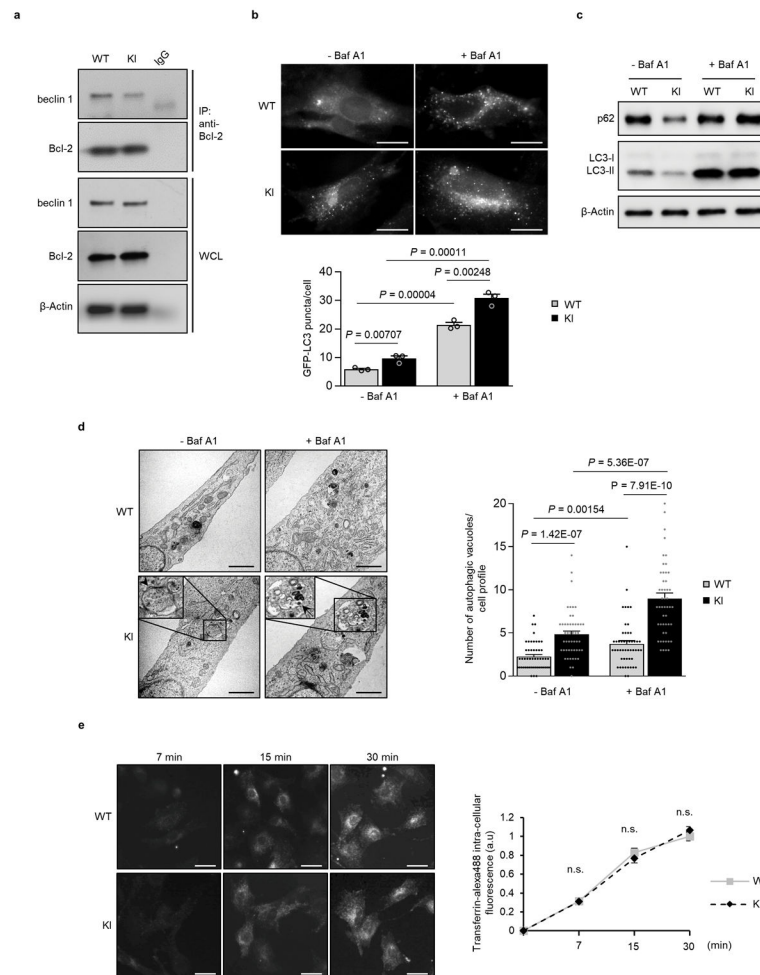 a
WT KI IgG
beclin 1
Bcl-2
IP:
anti-
Bcl-2
beclin 1
Bcl-2
β-Actin
WCL
b
- Baf A1 + Baf A1
WT
KI
GFP-LC3 puncta/cell
40
30
20
10
0
P = 0.00011
P = 0.00248
P = 0.00004
P = 0.00707
- Baf A1 + Baf A1
WT
KI
c
- Baf A1 + Baf A1
WT KI WT KI
p62
LC3-I
LC3-II
β-Actin
d
- Baf A1 + Baf A1
WT
KI
Number of autophagic vacuoles/
cell profile
20
15
10
5
0
P = 5.36E-07
P = 7.91E-10
P = 0.00154
P = 1.42E-07
- Baf A1 + Baf A1
WT
KI
e
7 min 15 min 30 min
WT
KI
Transferrin-alexa488 intra-cellular
fluorescence (a.u)
1.2
1
0.8
0.6
0.4
0.2
0
n.s.
n.s.
n.s.
7 15 30 (min)